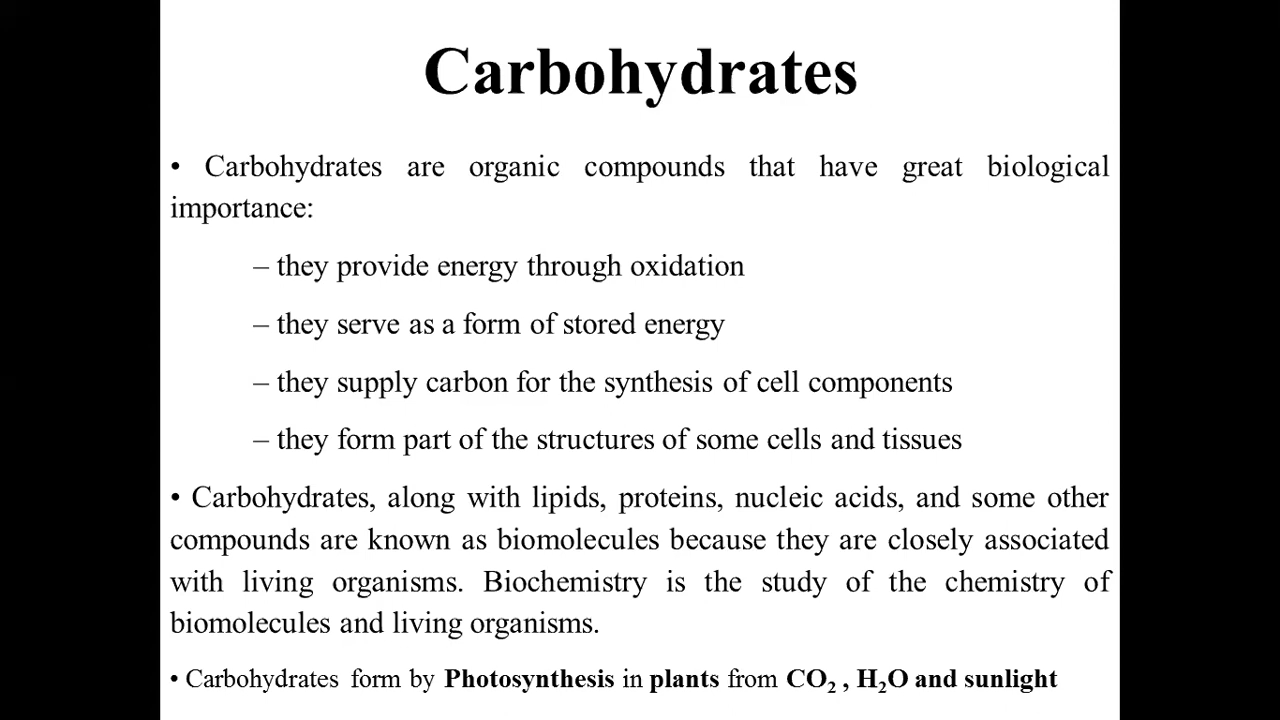 Carbohydrates
• Carbohydrates are organic compounds that have great biological
importance:
– they provide energy through oxidation
– they serve as a form of stored energy
– they supply carbon for the synthesis of cell components
– they form part of the structures of some cells and tissues
• Carbohydrates, along with lipids, proteins, nucleic acids, and some other
compounds are known as biomolecules because they are closely associated
with living organisms. Biochemistry is the study of the chemistry of
biomolecules and living organisms.
• Carbohydrates form by Photosynthesis in plants from CO₂ , H₂O and sunlight